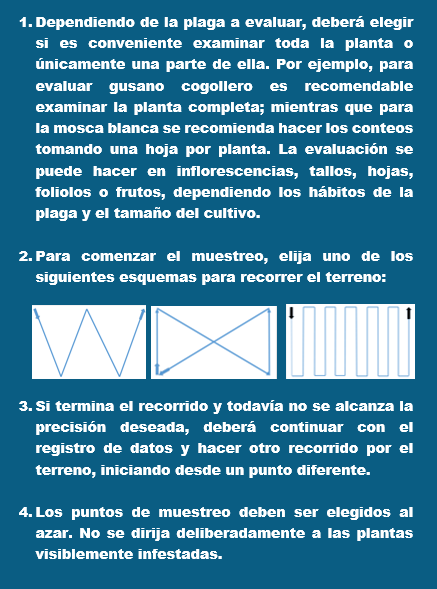 1. Dependiendo de la plaga a evaluar, deberá elegir
si es conveniente examinar toda la planta o
únicamente una parte de ella. Por ejemplo, para
evaluar gusano cogollero es recomendable
examinar la planta completa; mientras que para
la mosca blanca se recomienda hacer los conteos
tomando una hoja por planta. La evaluación se
puede hacer en inflorescencias, tallos, hojas,
foliolos o frutos, dependiendo los hábitos de la
plaga y el tamaño del cultivo.
2. Para comenzar el muestreo, elija uno de los
siguientes esquemas para recorrer el terreno:
3. Si termina el recorrido y todavía no se alcanza la
precisión deseada, deberá continuar con el
registro de datos y hacer otro recorrido por el
terreno, iniciando desde un punto diferente.
4. Los puntos de muestreo deben ser elegidos al
azar. No se dirija deliberadamente a las plantas
visiblemente infestadas.